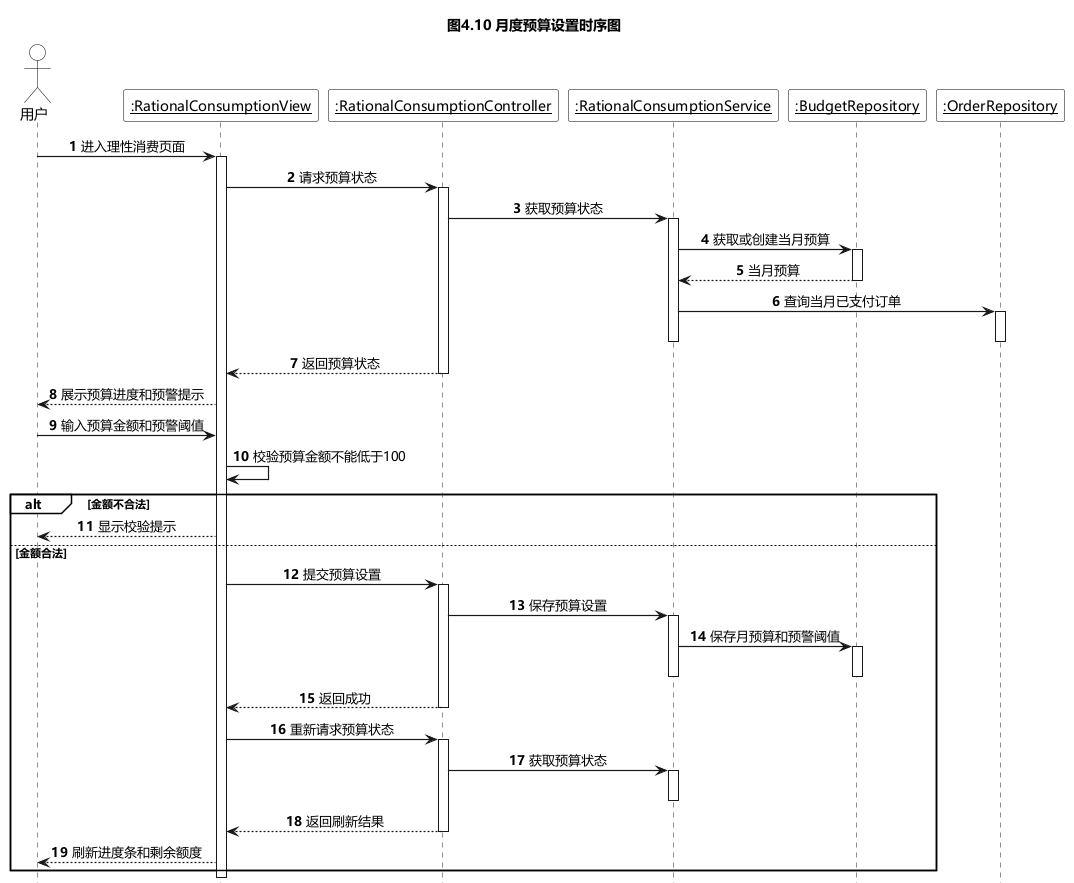 图4.10 月度预算设置时序图
用户
:RationalConsumptionView
:RationalConsumptionController
:RationalConsumptionService
:BudgetRepository
:OrderRepository
1 进入理性消费页面
2 请求预算状态
3 获取预算状态
4 获取或创建当月预算
5 当月预算
6 查询当月已支付订单
7 返回预算状态
8 展示预算进度和预警提示
9 输入预算金额和预警阈值
10 校验预算金额不能低于100
alt [金额不合法]
11 显示校验提示
[金额合法]
12 提交预算设置
13 保存预算设置
14 保存月预算和预警阈值
15 返回成功
16 重新请求预算状态
17 获取预算状态
18 返回刷新结果
19 刷新进度条和剩余额度